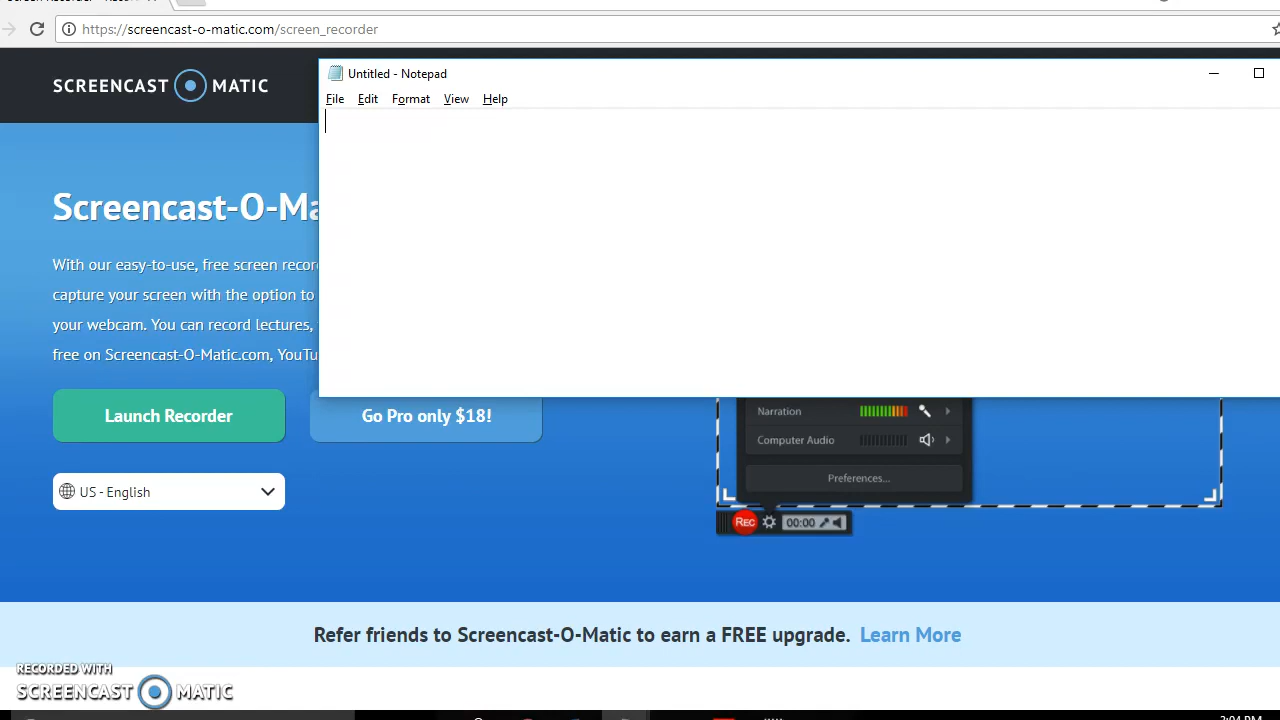 https://screencast-o-matic.com/screen_recorder
SCREENCAST MATIC
Untitled - Notepad
File Edit Format View Help
Screencast-O-Ma
With our easy-to-use, free screen recor
capture your screen with the option to
your webcam. You can record lectures,
free on Screencast-O-Matic.com, YouTu
Launch Recorder
Go Pro only $18!
US - English
Narration
Computer Audio
Preferences...
REC
00:00
Refer friends to Screencast-O-Matic to earn a FREE upgrade. Learn More
RECORDED WITH
SCREENCAST MATIC